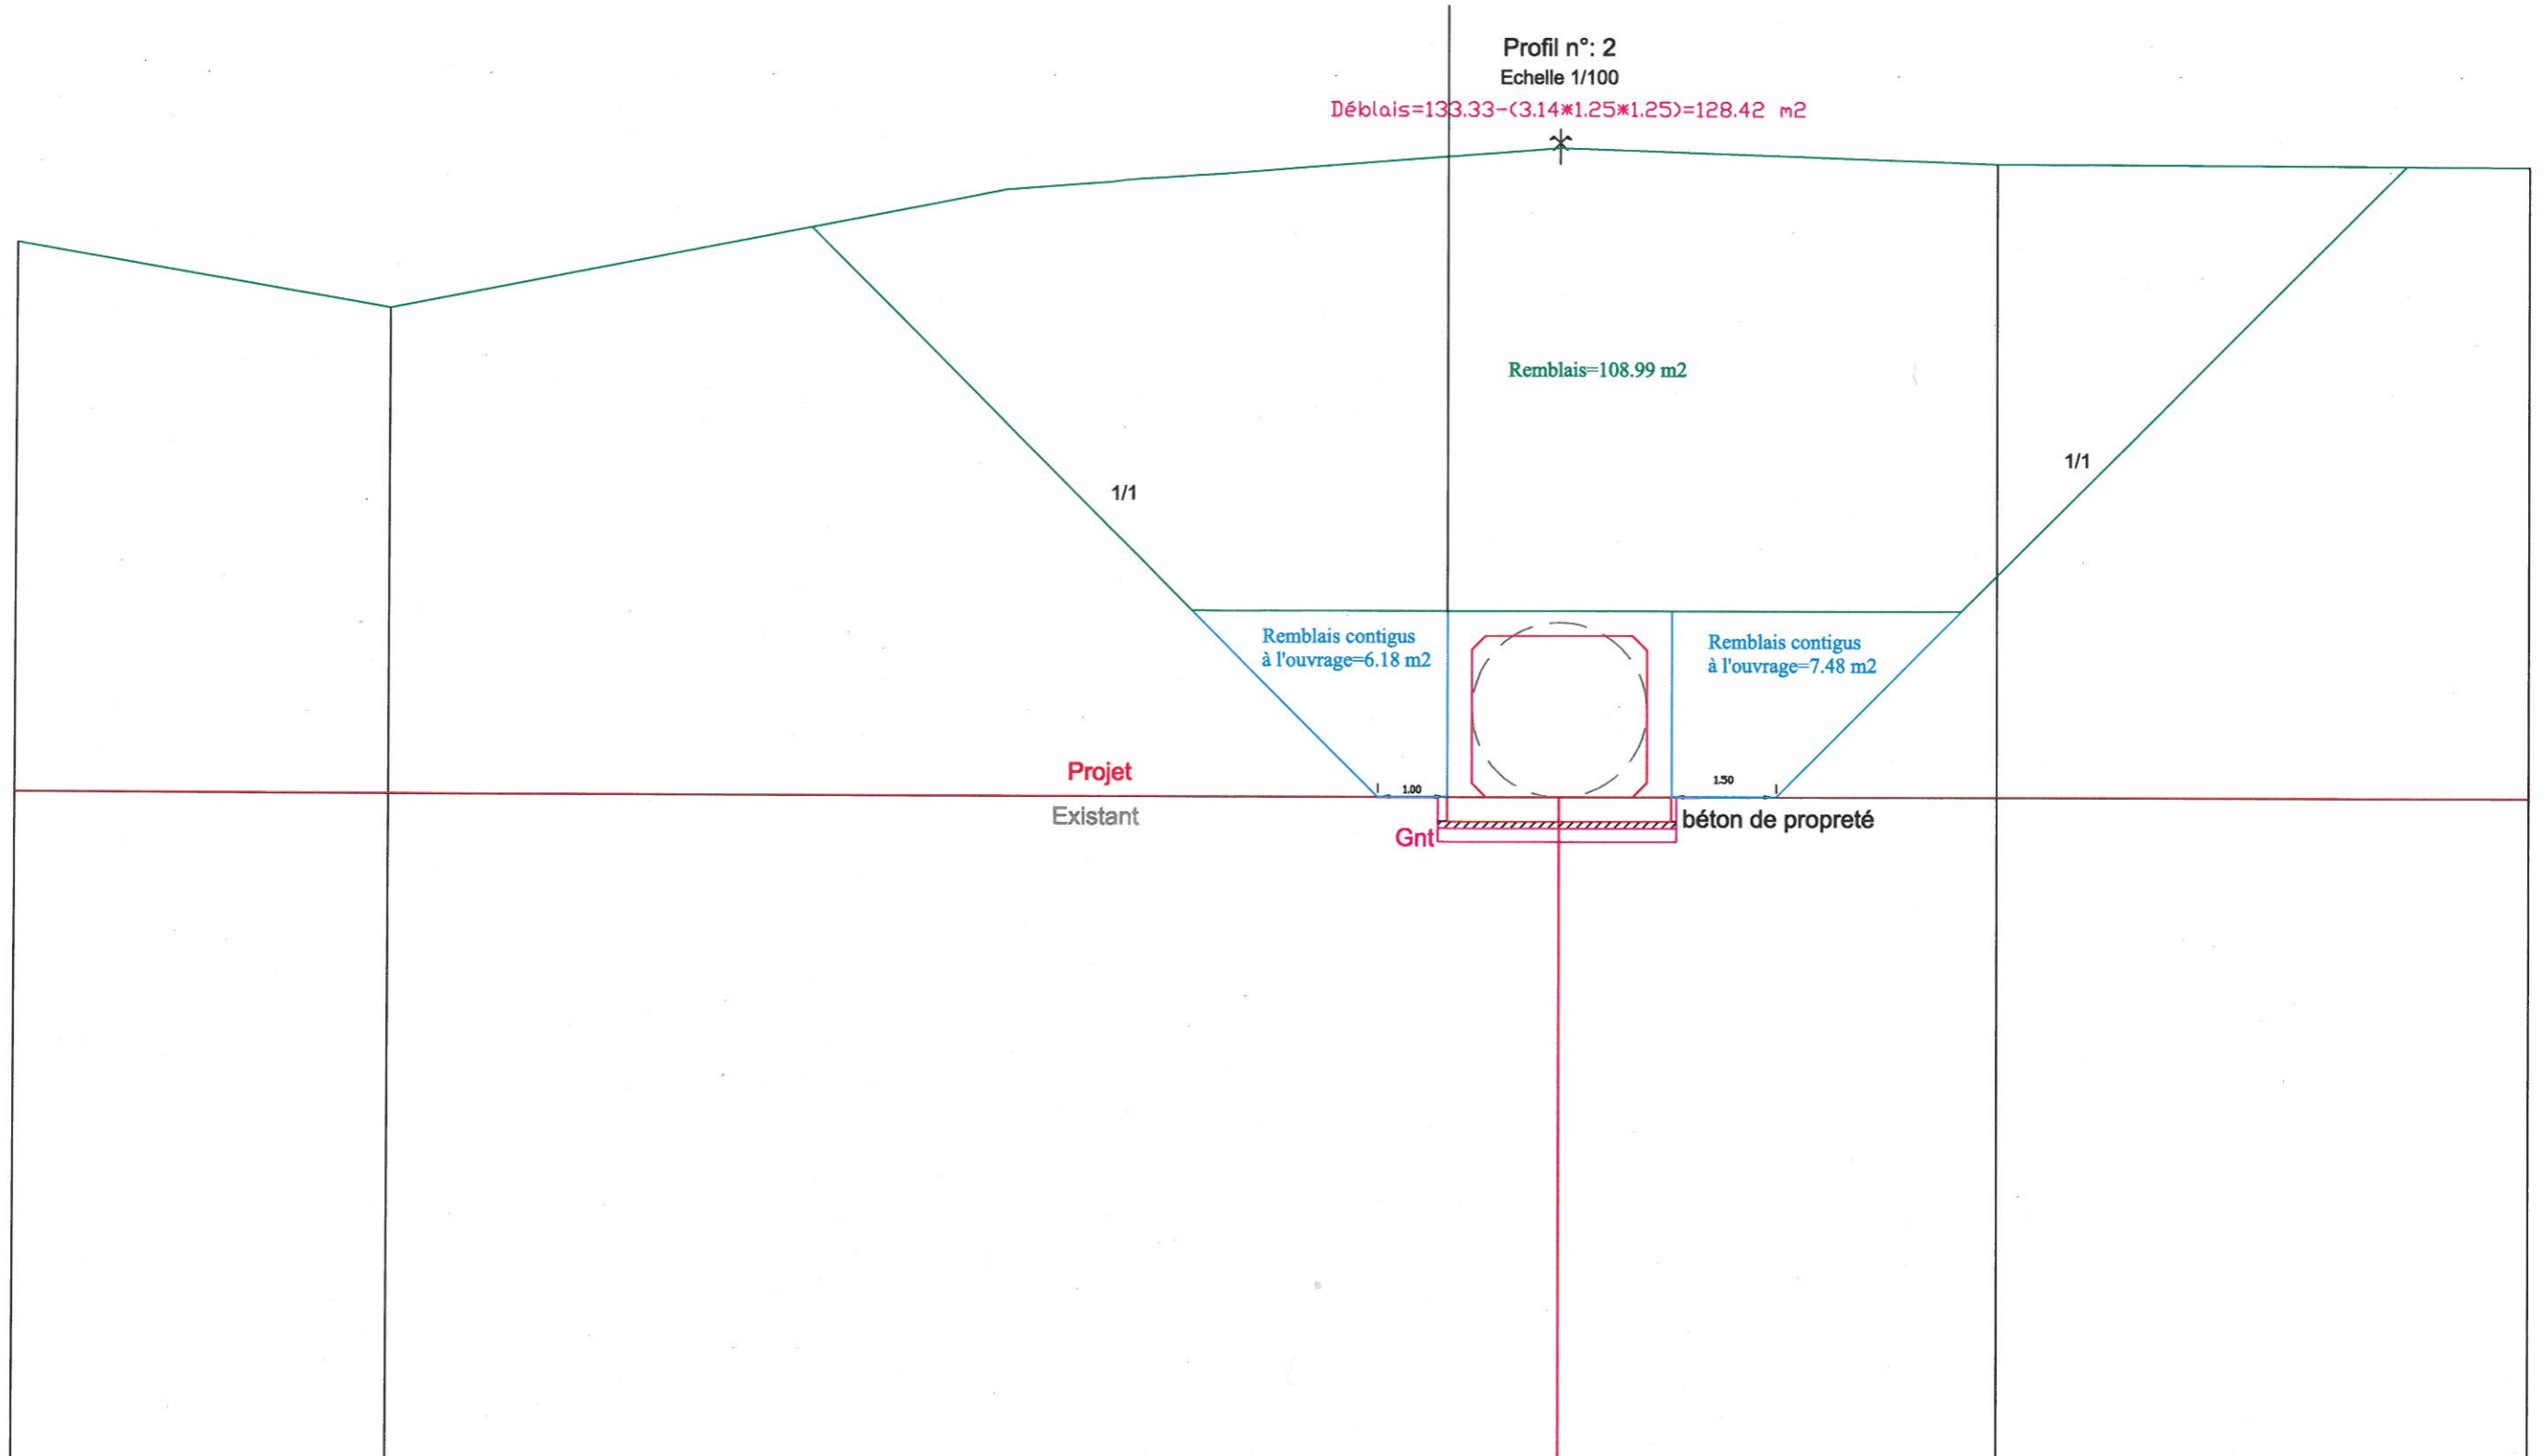 Profil n°: 2
Echelle 1/100
Déblais=133.33-(3.14*1.25*1.25)=128.42 m2
Remblais=108.99 m2
1/1
1/1
Remblais contigus
à l'ouvrage=6.18 m2
Remblais contigus
à l'ouvrage=7.48 m2
Projet
1.00
1.50
Existant
Gnt
béton de propreté